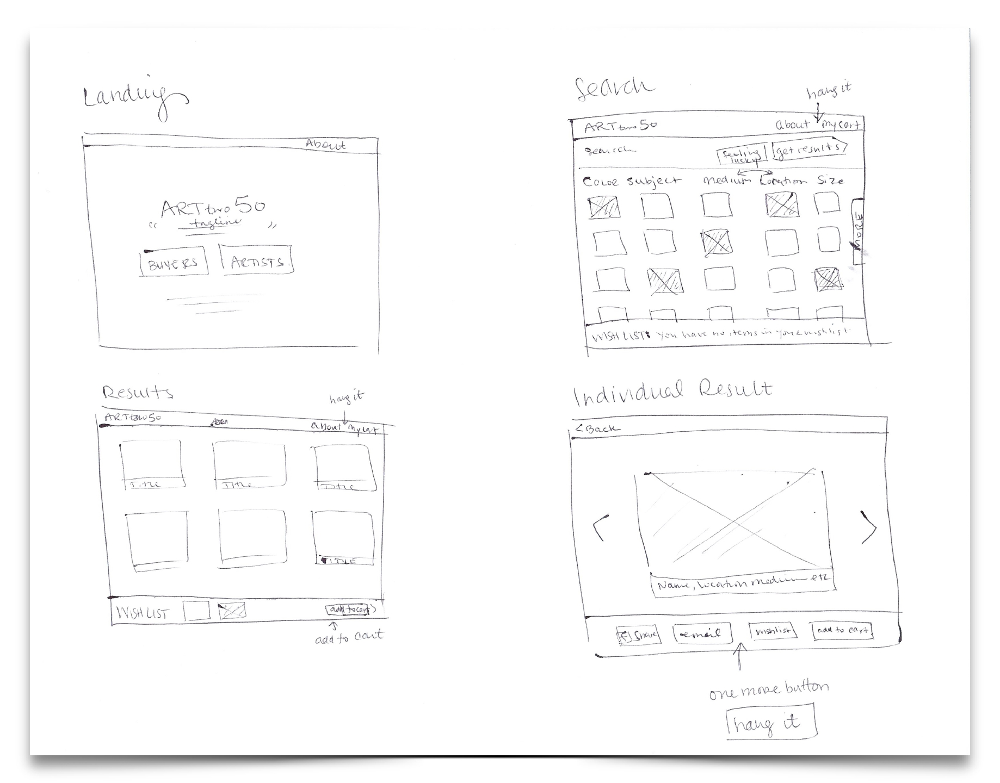 Landing
About
ARTtwo50
" tagline "
BUYERS
ARTISTS
Search
hang it
ARTtwo50
about
my cart
search
feeling lucky
get results
Color
Subject
Medium
Location
Size
MORE
WISH LIST: You have no items in your wishlist.
Results
hang it
ARTtwo50
about
my cart
TITLE
TITLE
TITLE
TITLE
WISH LIST
add to cart
add to cart
Individual Result
< Back
Name, Location medium etc
f share
email
wishlist
add to cart
one more button
hang it